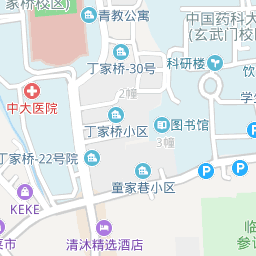 家桥校区)
青教公寓
中国药科大
(玄武门校区
丁家桥-30号
科研楼
饮
2幢
学生
中大医院
丁家桥小区
图书馆
3幢
丁家桥-22号院
童家巷小区
P
P
P
KEKE
清沐精选酒店
菜市
临
参